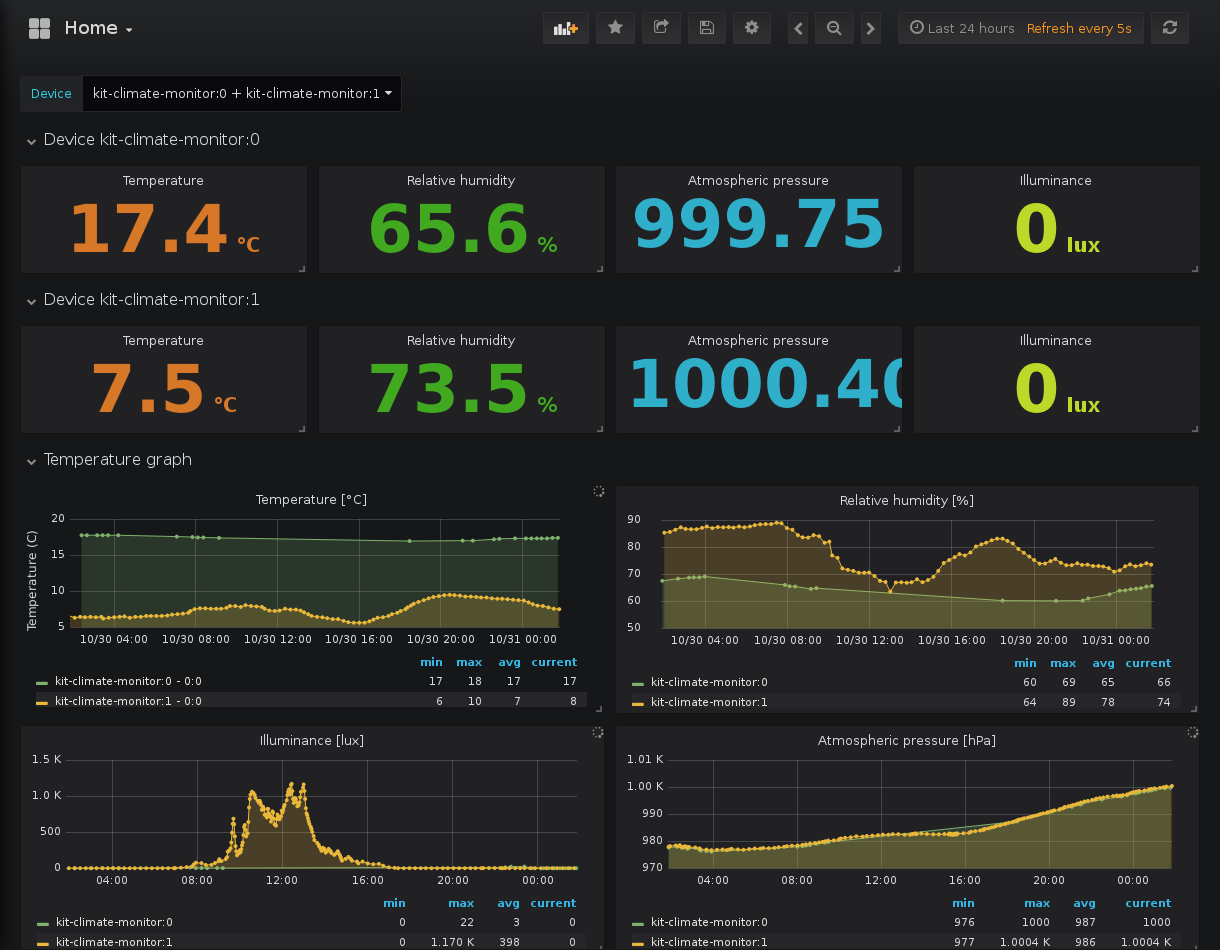 Home
Last 24 hours Refresh every 5s
Device kit-climate-monitor:0 + kit-climate-monitor:1
Device kit-climate-monitor:0
Temperature Relative humidity Atmospheric pressure Illuminance
17.4 °C 65.6 % 999.75 0 lux
Device kit-climate-monitor:1
Temperature Relative humidity Atmospheric pressure Illuminance
7.5 °C 73.5 % 1000.40 0 lux
Temperature graph
Temperature [°C]
Temperature (C)
20
15
10
5
10/30 04:00 10/30 08:00 10/30 12:00 10/30 16:00 10/30 20:00 10/31 00:00
min max avg current
kit-climate-monitor:0 - 0:0 17 18 17 17
kit-climate-monitor:1 - 0:0 6 10 7 8
Relative humidity [%]
90
80
70
60
50
10/30 04:00 10/30 08:00 10/30 12:00 10/30 16:00 10/30 20:00 10/31 00:00
min max avg current
kit-climate-monitor:0 60 69 65 66
kit-climate-monitor:1 64 89 78 74
Illuminance [lux]
1.5 K
1.0 K
500
0
04:00 08:00 12:00 16:00 20:00 00:00
min max avg current
kit-climate-monitor:0 0 22 3 0
kit-climate-monitor:1 0 1.170 K 398 0
Atmospheric pressure [hPa]
1.01 K
1.00 K
990
980
970
04:00 08:00 12:00 16:00 20:00 00:00
min max avg current
kit-climate-monitor:0 976 1000 987 1000
kit-climate-monitor:1 977 1.0004 K 986 1.0004 K